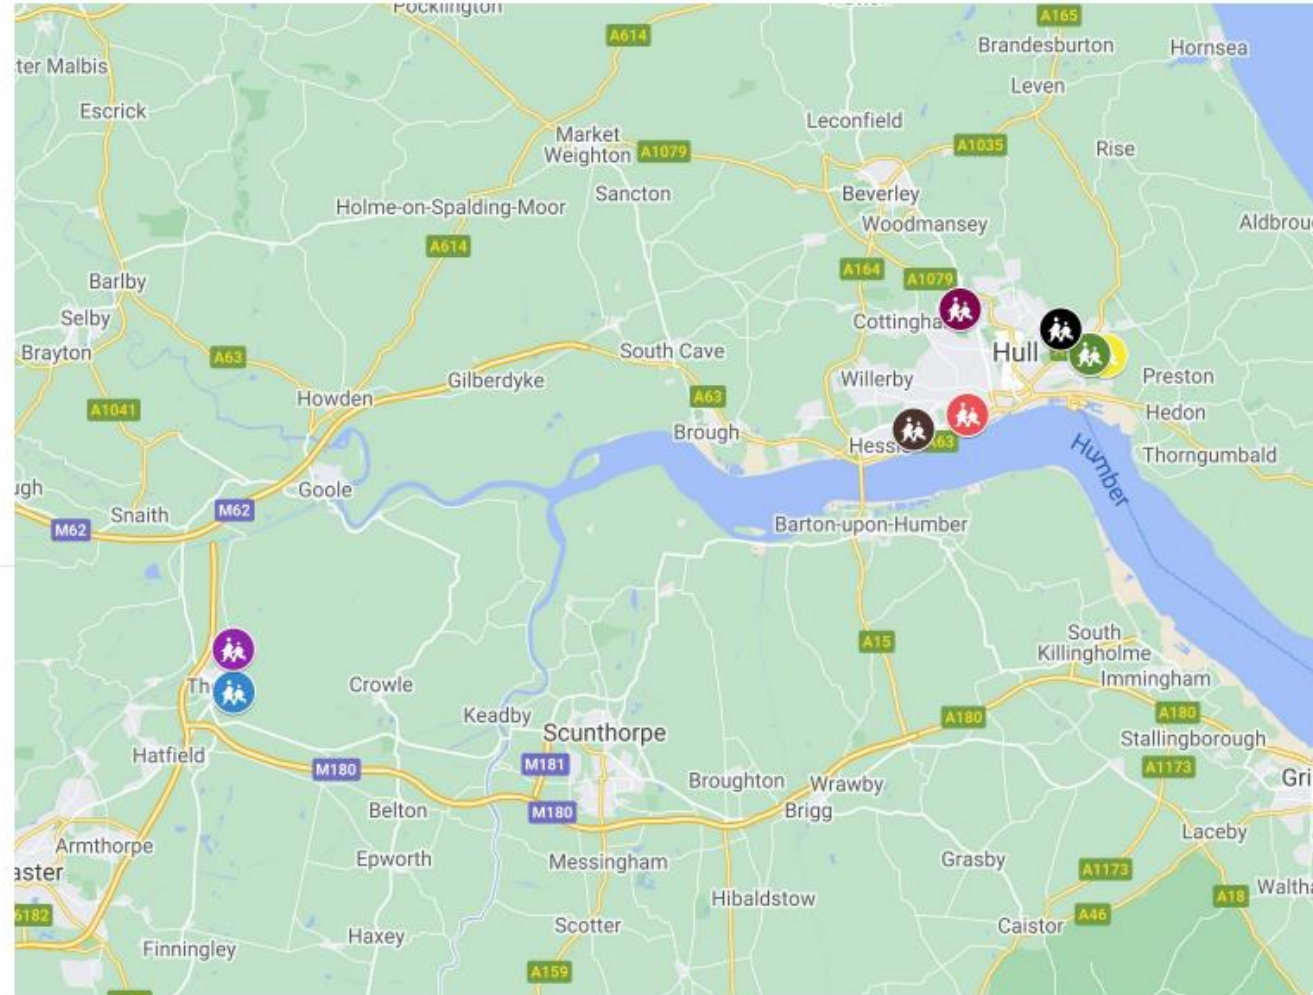 Pocklington
A165
A614
Brandesburton
Hornsea
ter Malbis
Leven
Escrick
Leconfield
Market
Weighton
A1079
A1035
Rise
Sancton
Beverley
Holme-on-Spalding-Moor
Woodmansey
Aldbrou
A614
A164
A1079
Barlby
Selby
Cottingha
Brayton
A63
South Cave
Hull
Gilberdyke
Willerby
Preston
Howden
A1041
A63
Hedon
Brough
Hessl
A63
Humber
Thorngumbald
ugh
Goole
Snaith
M62
M62
Barton-upon-Humber
A15
South
Killingholme
Th
Crowle
Immingham
Keadby
A180
A180
Scunthorpe
Stallingborough
Hatfield
M180
M181
A1173
Broughton
Wrawby
Gri
Belton
M180
Brigg
Laceby
Armthorpe
Epworth
Messingham
Grasby
A1173
aster
Hibaldstow
A18
Waltha
6182
A46
Scotter
Caistor
Finningley
Haxey
A159